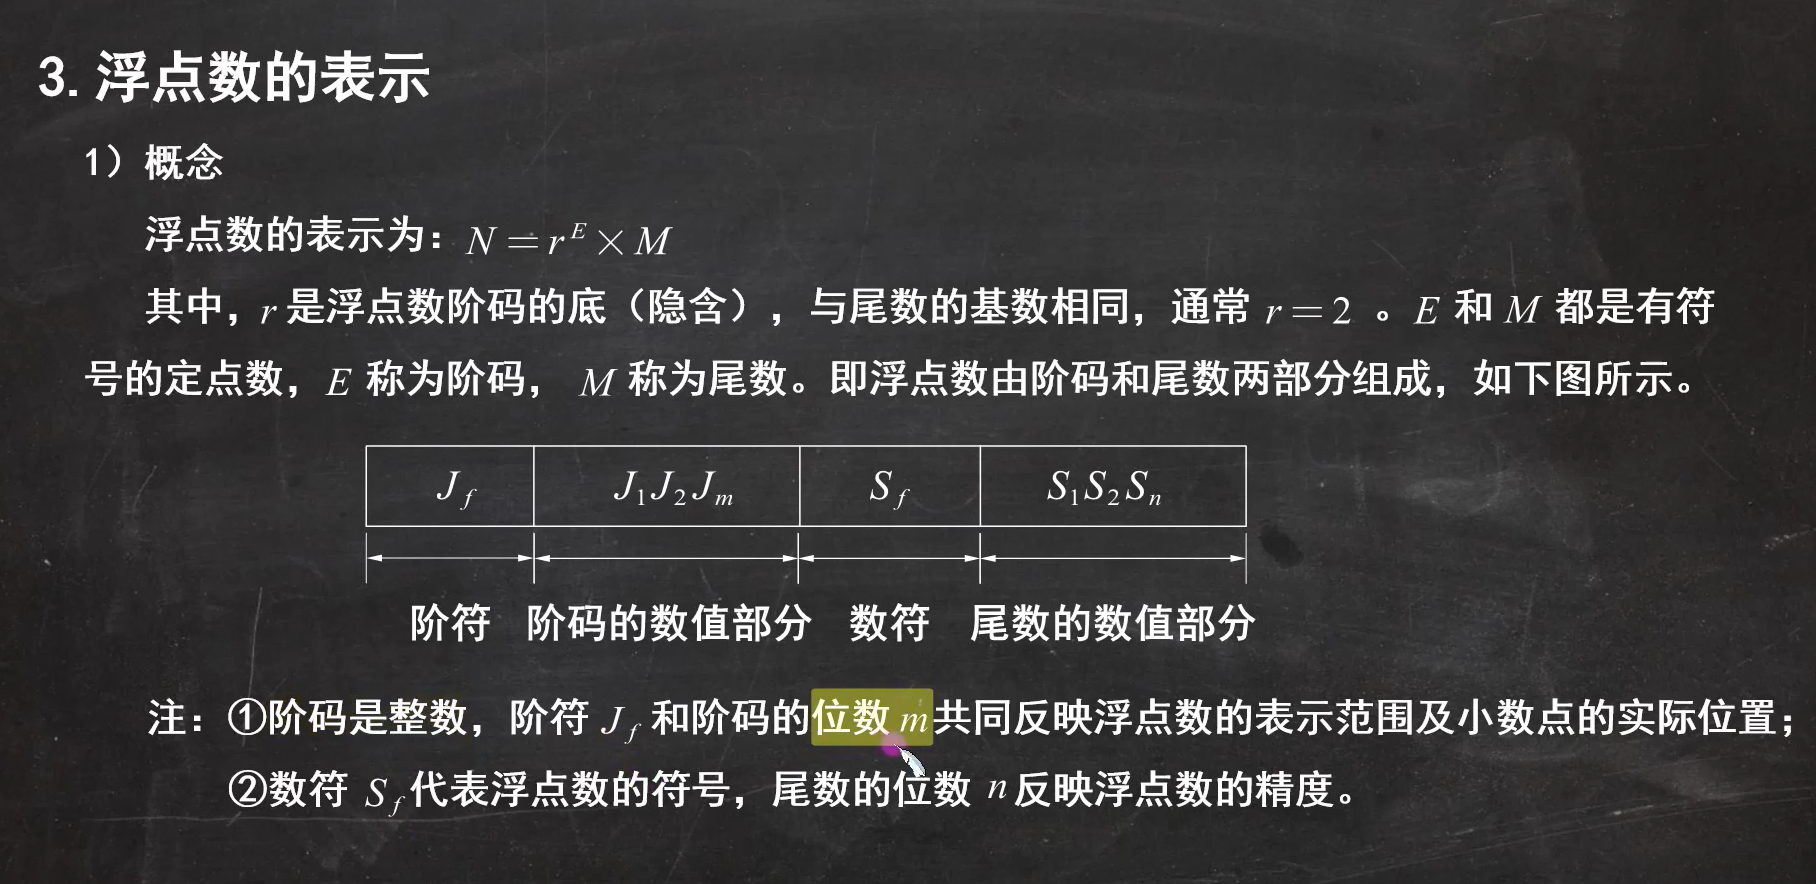 3. 浮点数的表示
1）概念
浮点数的表示为：N = r^E × M
其中，r 是浮点数阶码的底（隐含），与尾数的基数相同，通常 r = 2 。E 和 M 都是有符
号的定点数，E 称为阶码， M 称为尾数。即浮点数由阶码和尾数两部分组成，如下图所示。
J_f J_1J_2J_m S_f S_1S_2S_n
阶符 阶码的数值部分 数符 尾数的数值部分
注：①阶码是整数，阶符 J_f 和阶码的位数 m 共同反映浮点数的表示范围及小数点的实际位置；
②数符 S_f 代表浮点数的符号，尾数的位数 n 反映浮点数的精度。